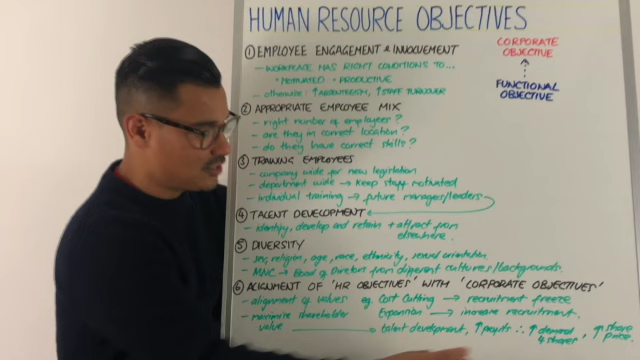 HUMAN RESOURCE OBJECTIVES
① EMPLOYEE ENGAGEMENT & INVOLVEMENT
- WORKPLACE HAS RIGHT CONDITIONS TO...
• MOTIVATED • PRODUCTIVE
- otherwise: ↑ ABSENTEEISM, ↑ STAFF TURNOVER
② APPROPRIATE EMPLOYEE MIX
- right number of employees?
- are they in correct location?
- do they have correct skills?
③ TRAINING EMPLOYEES
- company wide for new legislation
- department wide → Keep staff motivated
- individual training → future managers/leaders
④ TALENT DEVELOPMENT
- identify, develop and retain + attract from
elsewhere.
⑤ DIVERSITY
- sex, religion, age, race, ethnicity, sexual orientation.
- MNC → Board of Directors from different cultures/backgrounds.
⑥ ALIGNMENT OF 'HR OBJECTIVES' WITH 'CORPORATE OBJECTIVES'
- alignment of values eg. Cost Cutting → recruitment freeze
- maximise shareholder Expansion → increase recruitment.
value → talent development, ↑ profits ∴ ↑ demand
4 shares, ↑ share
price.
CORPORATE
OBJECTIVE
FUNCTIONAL
OBJECTIVE